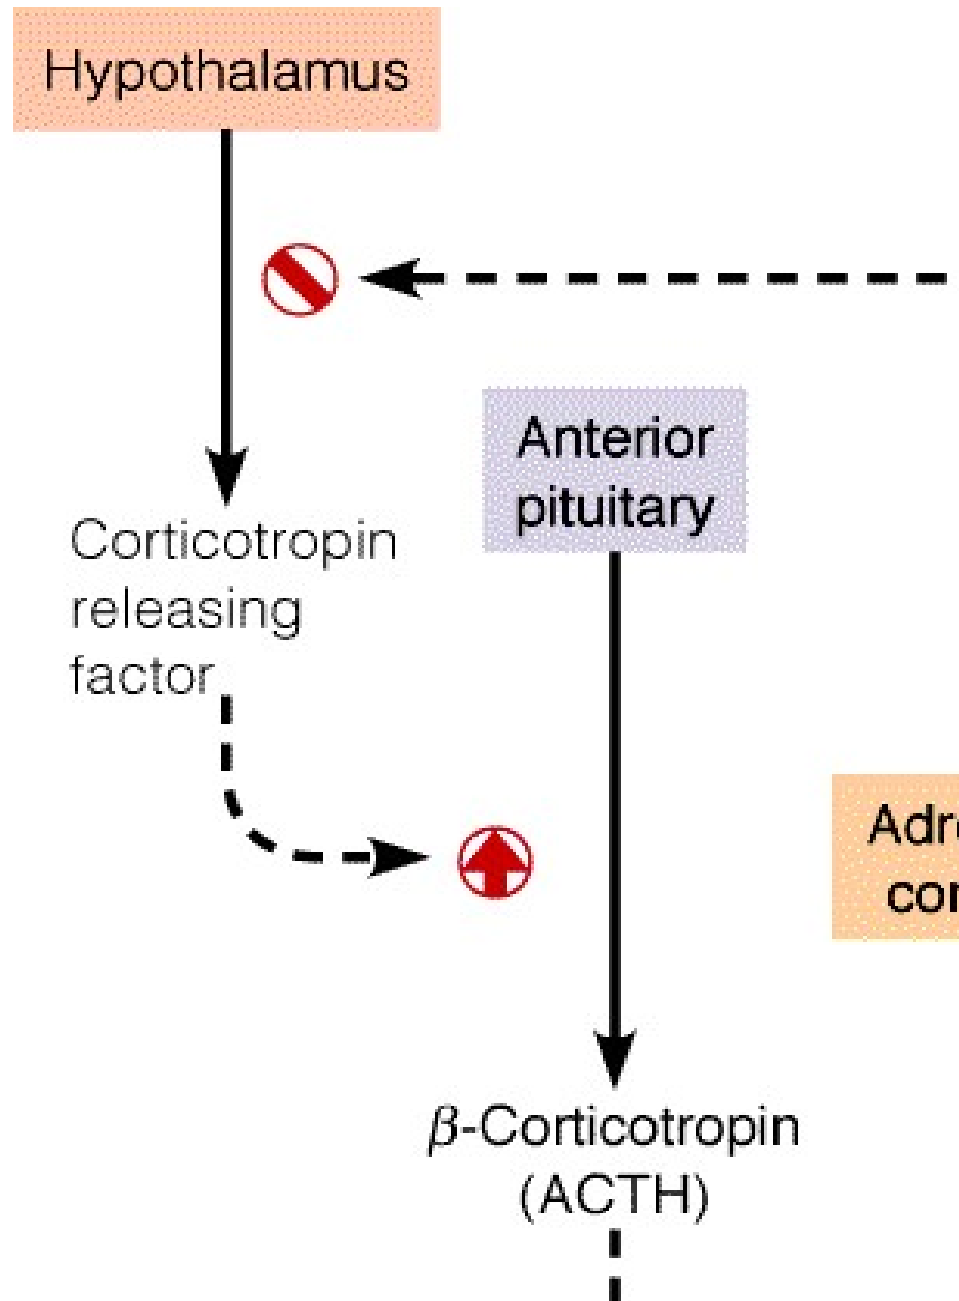 Hypothalamus
Anterior
pituitary
Corticotropin
releasing
factor
β-Corticotropin
(ACTH)